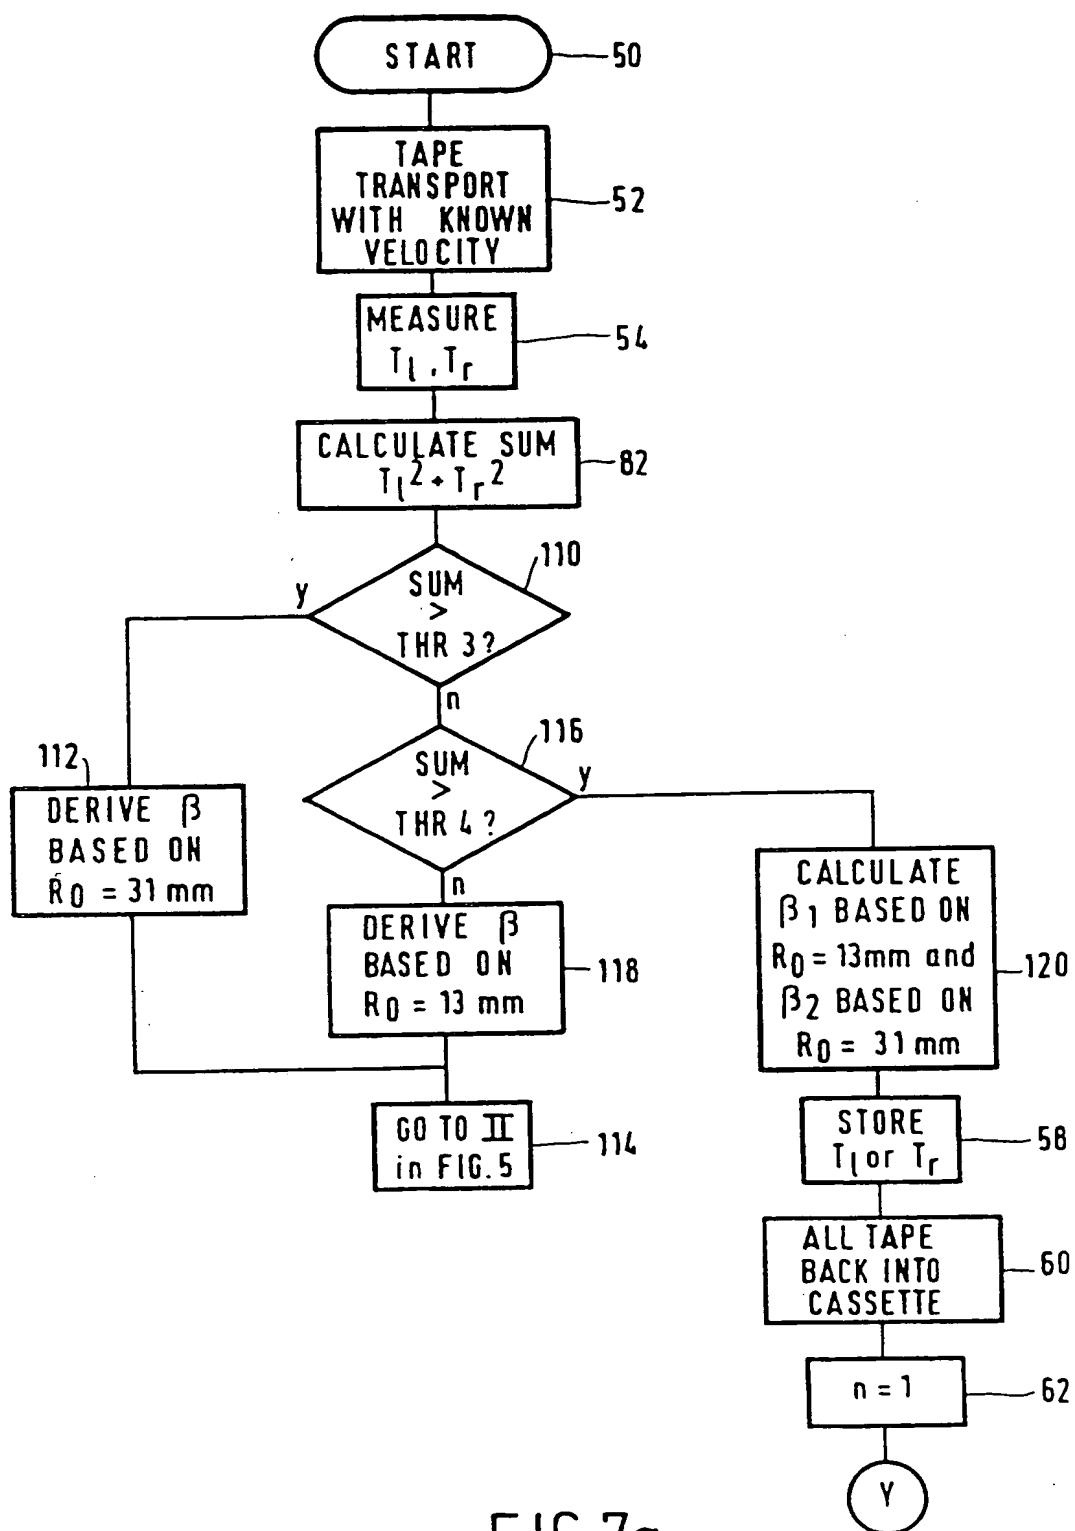 START
50
TAPE
TRANSPORT
WITH KNOWN
VELOCITY
52
MEASURE
Tl, Tr
54
CALCULATE SUM
Tl² + Tr²
82
SUM
>
THR 3?
110
y
n
SUM
>
THR 4?
116
y
n
112
DERIVE β
BASED ON
R0 = 31 mm
DERIVE β
BASED ON
R0 = 13 mm
118
GO TO II
in FIG. 5
114
CALCULATE
β1 BASED ON
R0 = 13mm and
β2 BASED ON
R0 = 31 mm
120
STORE
Tl or Tr
58
ALL TAPE
BACK INTO
CASSETTE
60
n = 1
62
Y
FIG. 7a